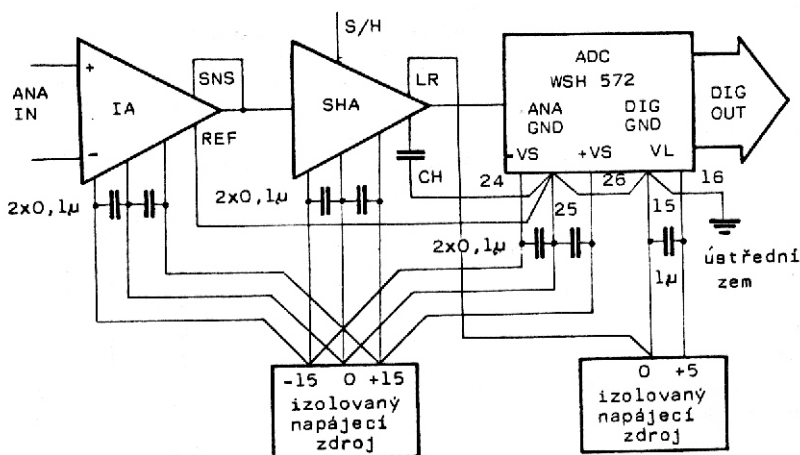 S/H
ANA
IN
+
-
IA
SNS
REF
SHA
LR
CH
ADC
WSH 572
ANA
GND
DIG
GND
-VS
+VS
VL
DIG
OUT
24
25
26
15
16
2x0,1µ
2x0,1µ
2x0,1µ
1µ
ústřední
zem
-15 0 +15
izolovaný
napájecí
zdroj
0 +5
izolovaný
napájecí
zdroj